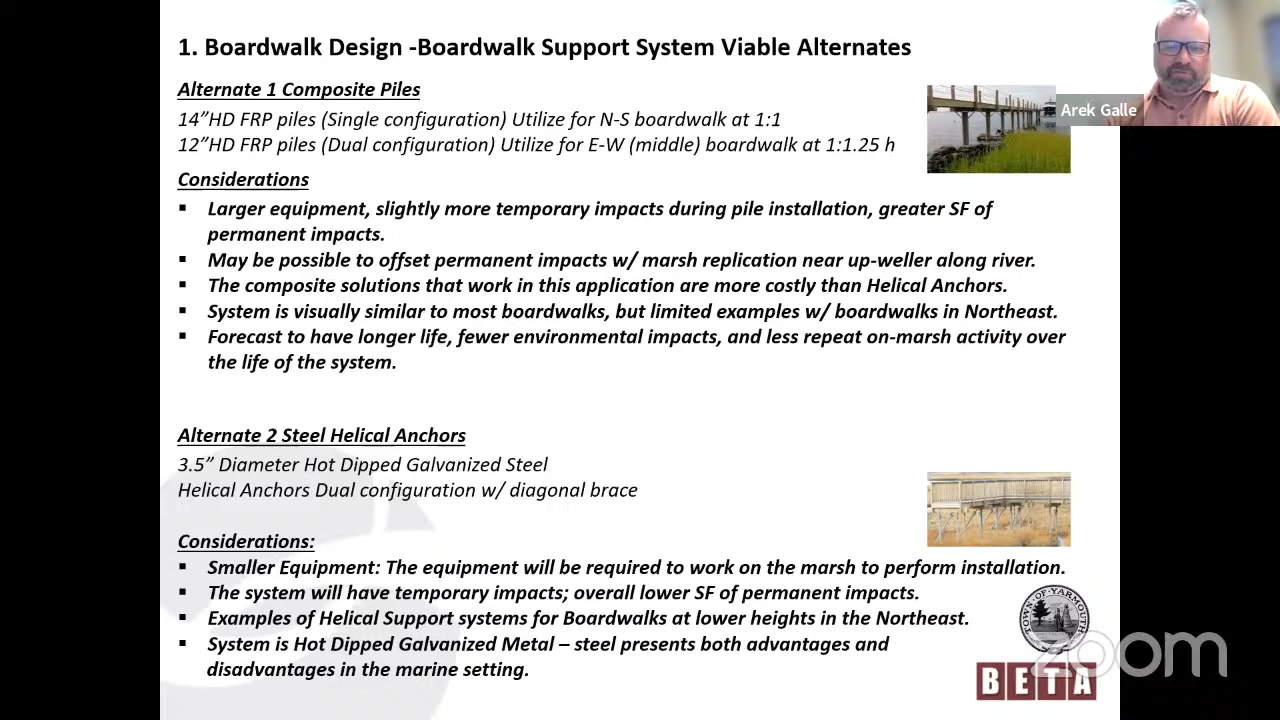 1. Boardwalk Design -Boardwalk Support System Viable Alternates
Alternate 1 Composite Piles
14”HD FRP piles (Single configuration) Utilize for N-S boardwalk at 1:1
12”HD FRP piles (Dual configuration) Utilize for E-W (middle) boardwalk at 1:1.25 h
Arek Galle
Considerations
▪ Larger equipment, slightly more temporary impacts during pile installation, greater SF of
permanent impacts.
▪ May be possible to offset permanent impacts w/ marsh replication near up-weller along river.
▪ The composite solutions that work in this application are more costly than Helical Anchors.
▪ System is visually similar to most boardwalks, but limited examples w/ boardwalks in Northeast.
▪ Forecast to have longer life, fewer environmental impacts, and less repeat on-marsh activity over
the life of the system.
Alternate 2 Steel Helical Anchors
3.5” Diameter Hot Dipped Galvanized Steel
Helical Anchors Dual configuration w/ diagonal brace
Considerations:
▪ Smaller Equipment: The equipment will be required to work on the marsh to perform installation.
▪ The system will have temporary impacts; overall lower SF of permanent impacts.
▪ Examples of Helical Support systems for Boardwalks at lower heights in the Northeast.
▪ System is Hot Dipped Galvanized Metal – steel presents both advantages and
disadvantages in the marine setting.
TOWN OF YARMOUTH
zoom
BETA